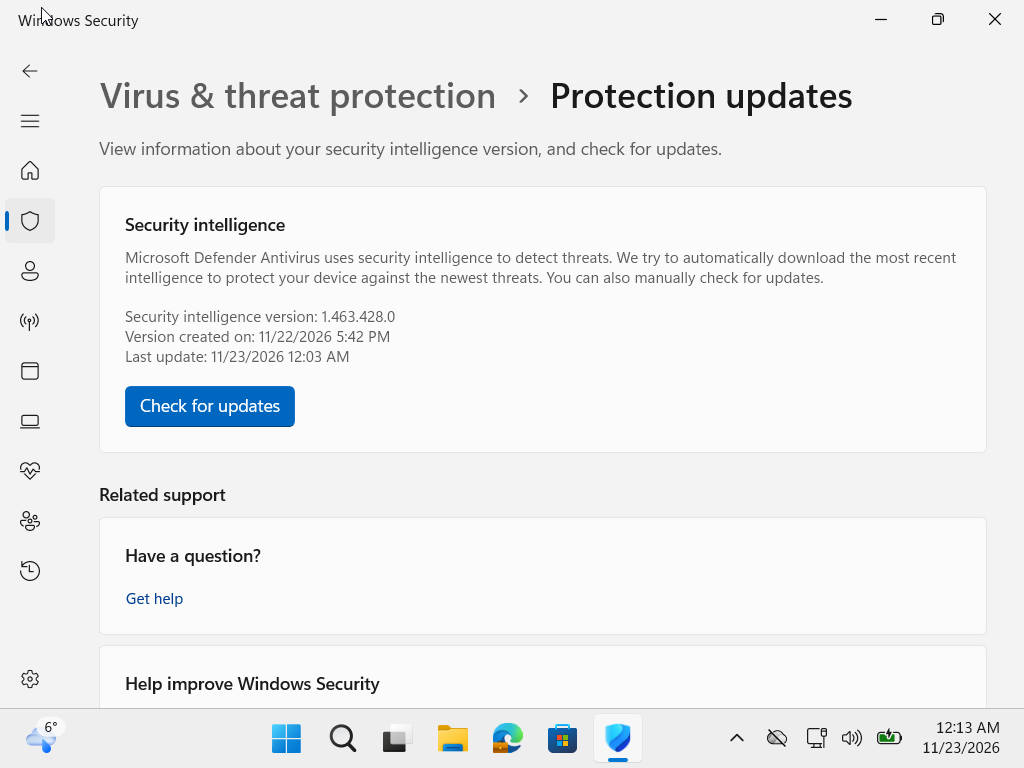 Windows Security
Virus & threat protection › Protection updates
View information about your security intelligence version, and check for updates.
Security intelligence
Microsoft Defender Antivirus uses security intelligence to detect threats. We try to automatically download the most recent
intelligence to protect your device against the newest threats. You can also manually check for updates.
Security intelligence version: 1.463.428.0
Version created on: 11/22/2026 5:42 PM
Last update: 11/23/2026 12:03 AM
Check for updates
Related support
Have a question?
Get help
Help improve Windows Security
6°
12:13 AM
11/23/2026